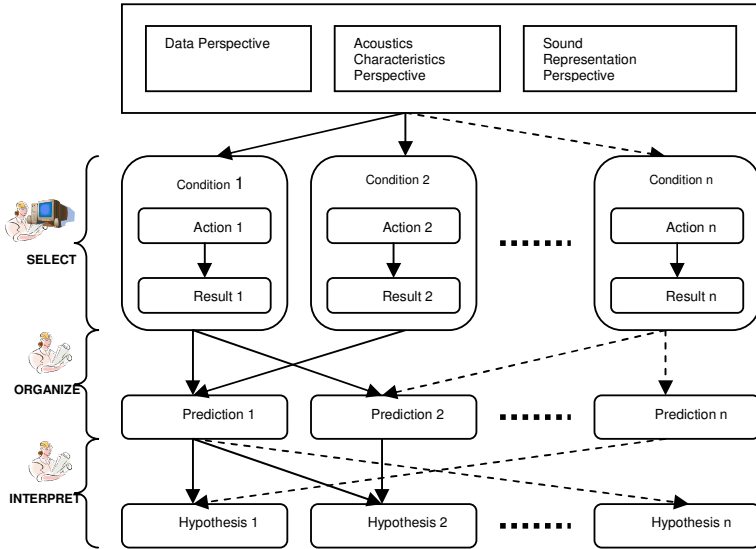 Data Perspective
Acoustics
Characteristics
Perspective
Sound
Representation
Perspective
Condition 1
Condition 2
Condition n
Action 1
Action 2
Action n
SELECT
Result 1
Result 2
Result n
ORGANIZE
Prediction 1
Prediction 2
Prediction n
INTERPRET
Hypothesis 1
Hypothesis 2
Hypothesis n